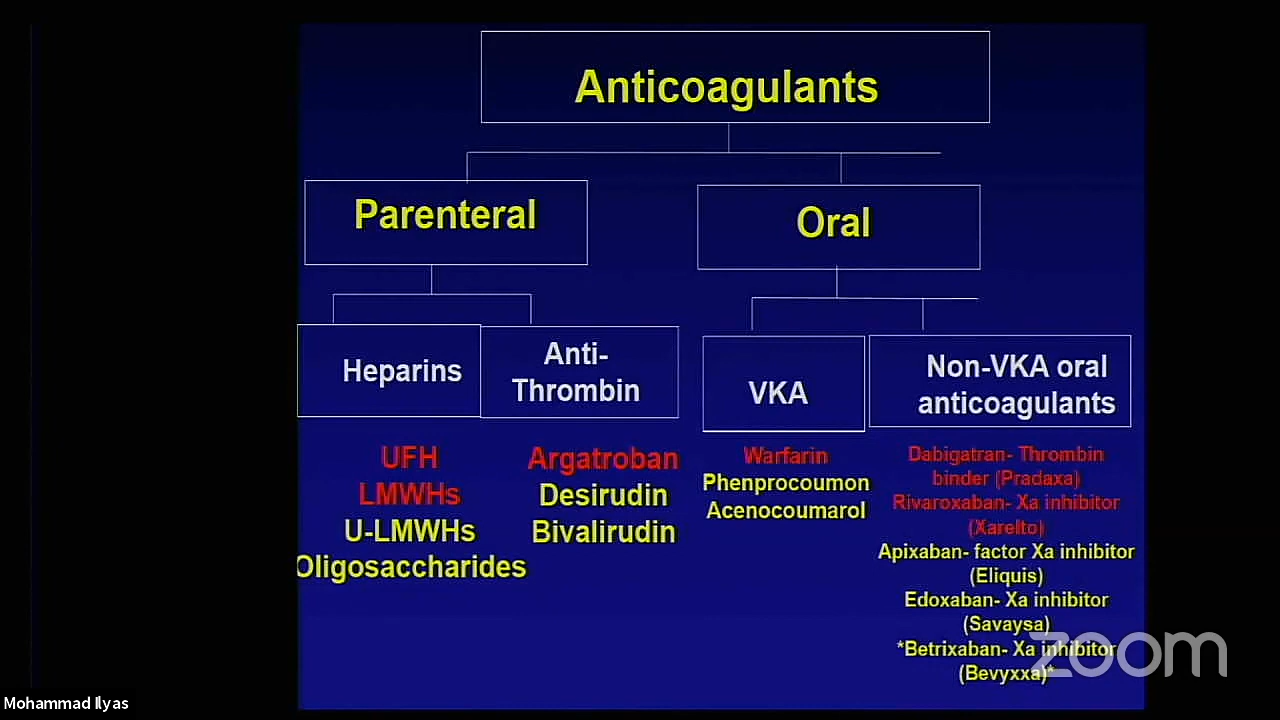 Anticoagulants
Parenteral
Oral
Heparins
Anti-
Thrombin
VKA
Non-VKA oral
anticoagulants
UFH
LMWHs
U-LMWHs
Oligosaccharides
Argatroban
Desirudin
Bivalirudin
Warfarin
Phenprocoumon
Acenocoumarol
Dabigatran- Thrombin
binder (Pradaxa)
Rivaroxaban- Xa inhibitor
(Xarelto)
Apixaban- factor Xa inhibitor
(Eliquis)
Edoxaban- Xa inhibitor
(Savaysa)
*Betrixaban- Xa inhibitor
(Bevyxxa)*
zoom
Mohammad Ilyas